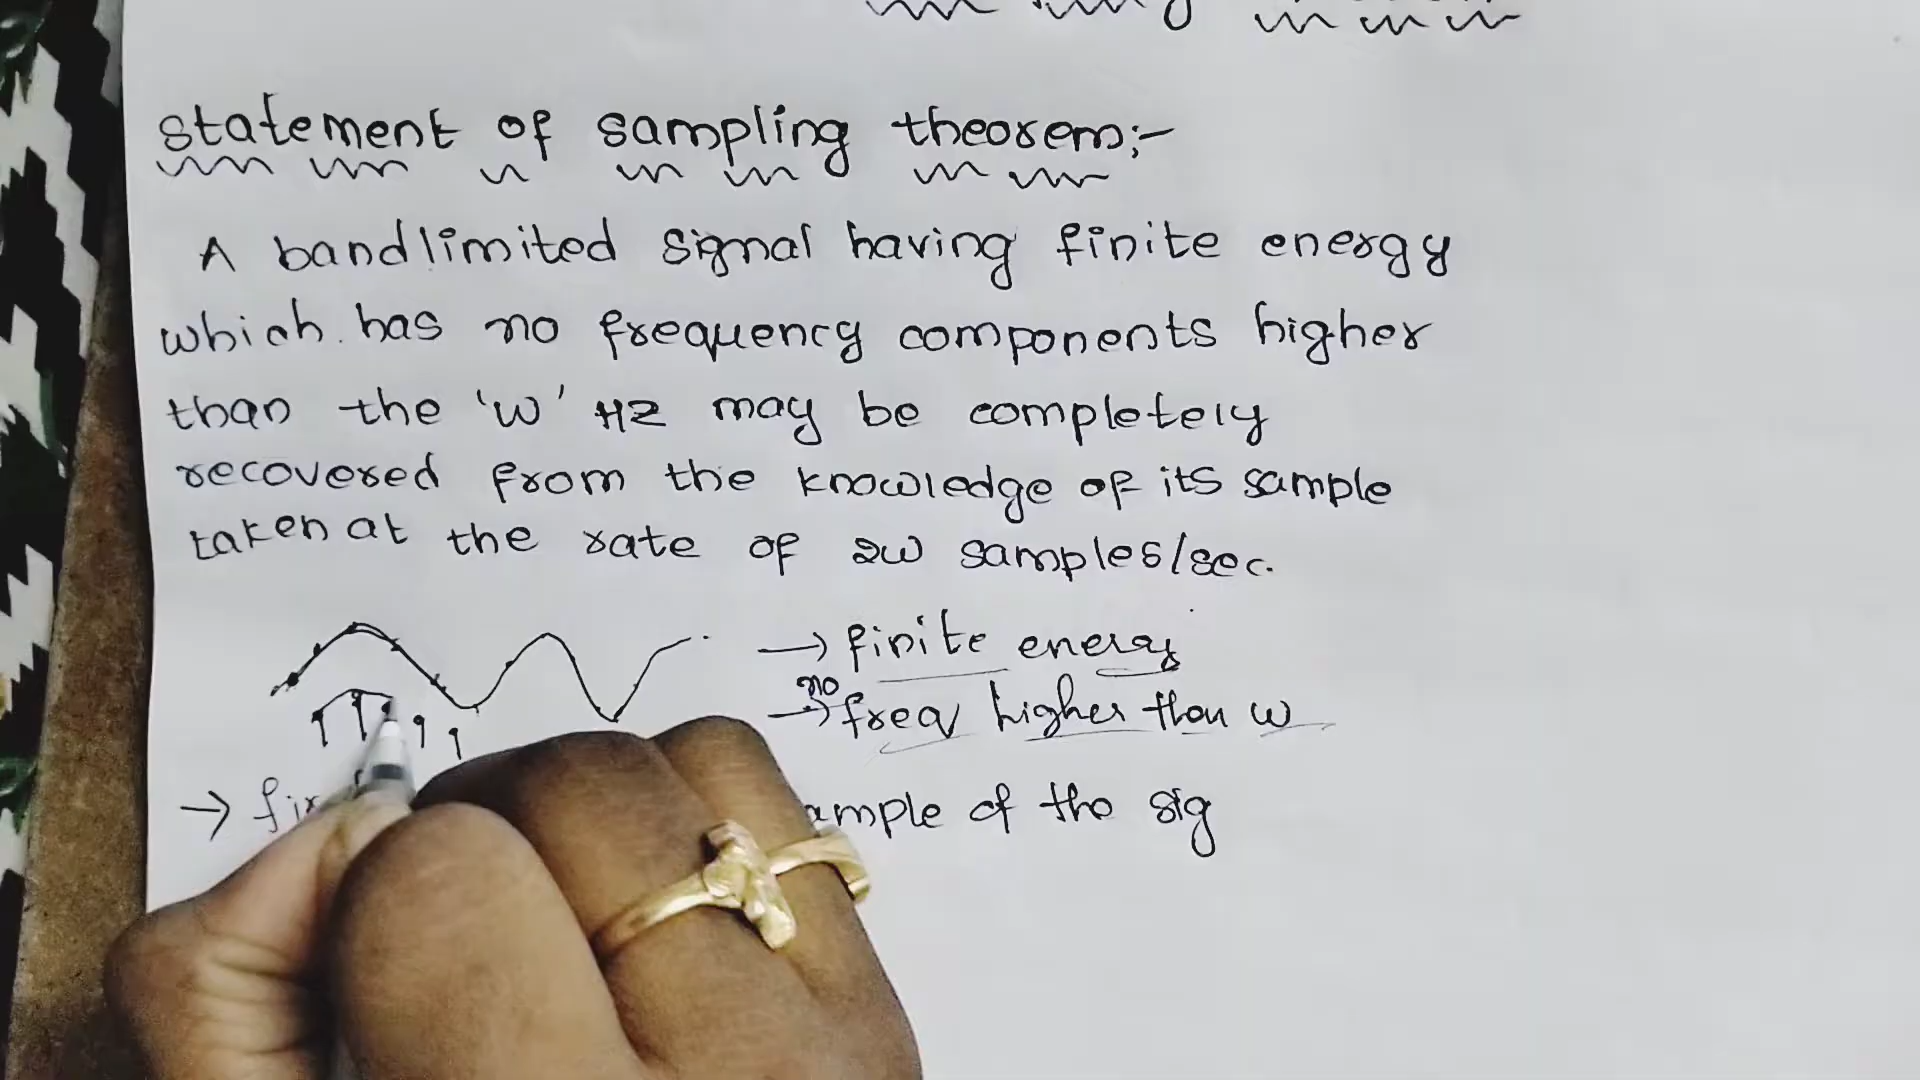 statement of sampling theorem:-
A bandlimited signal having finite energy
which has no frequency components higher
than the 'W' HZ may be completely
recovered from the knowledge of its sample
taken at the rate of 2W samples/sec.
→ finite energy
no
→ freq higher than W
→ sample of the sig